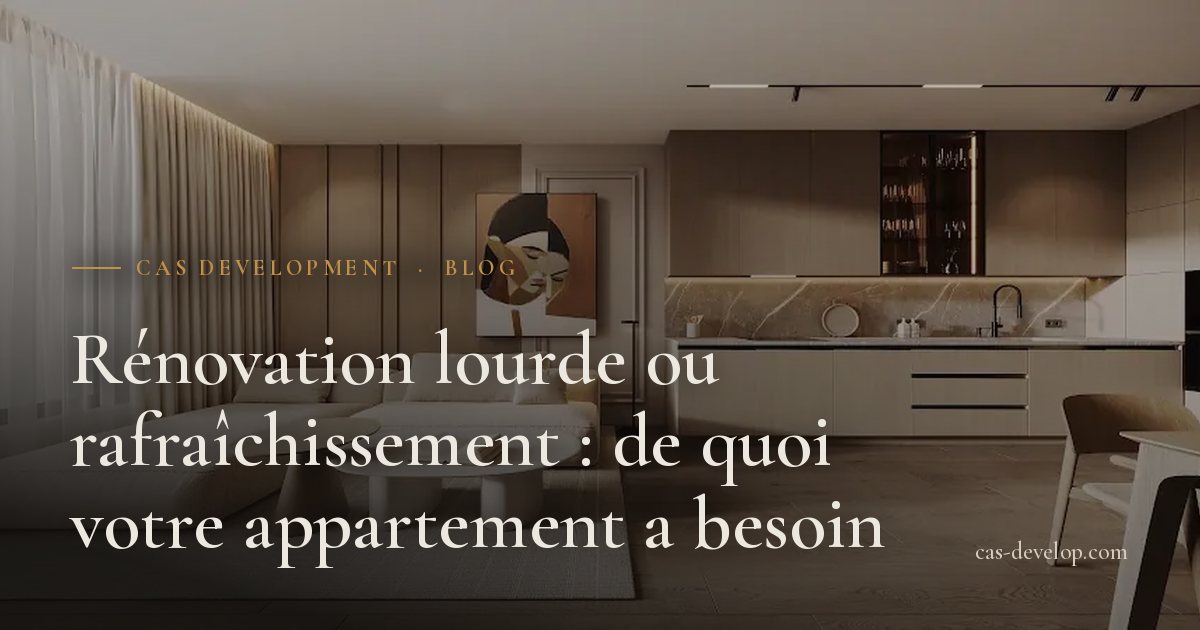 CAS DEVELOPMENT · BLOG
Rénovation lourde ou
rafraîchissement : de quoi
votre appartement a besoin
cas-develop.com